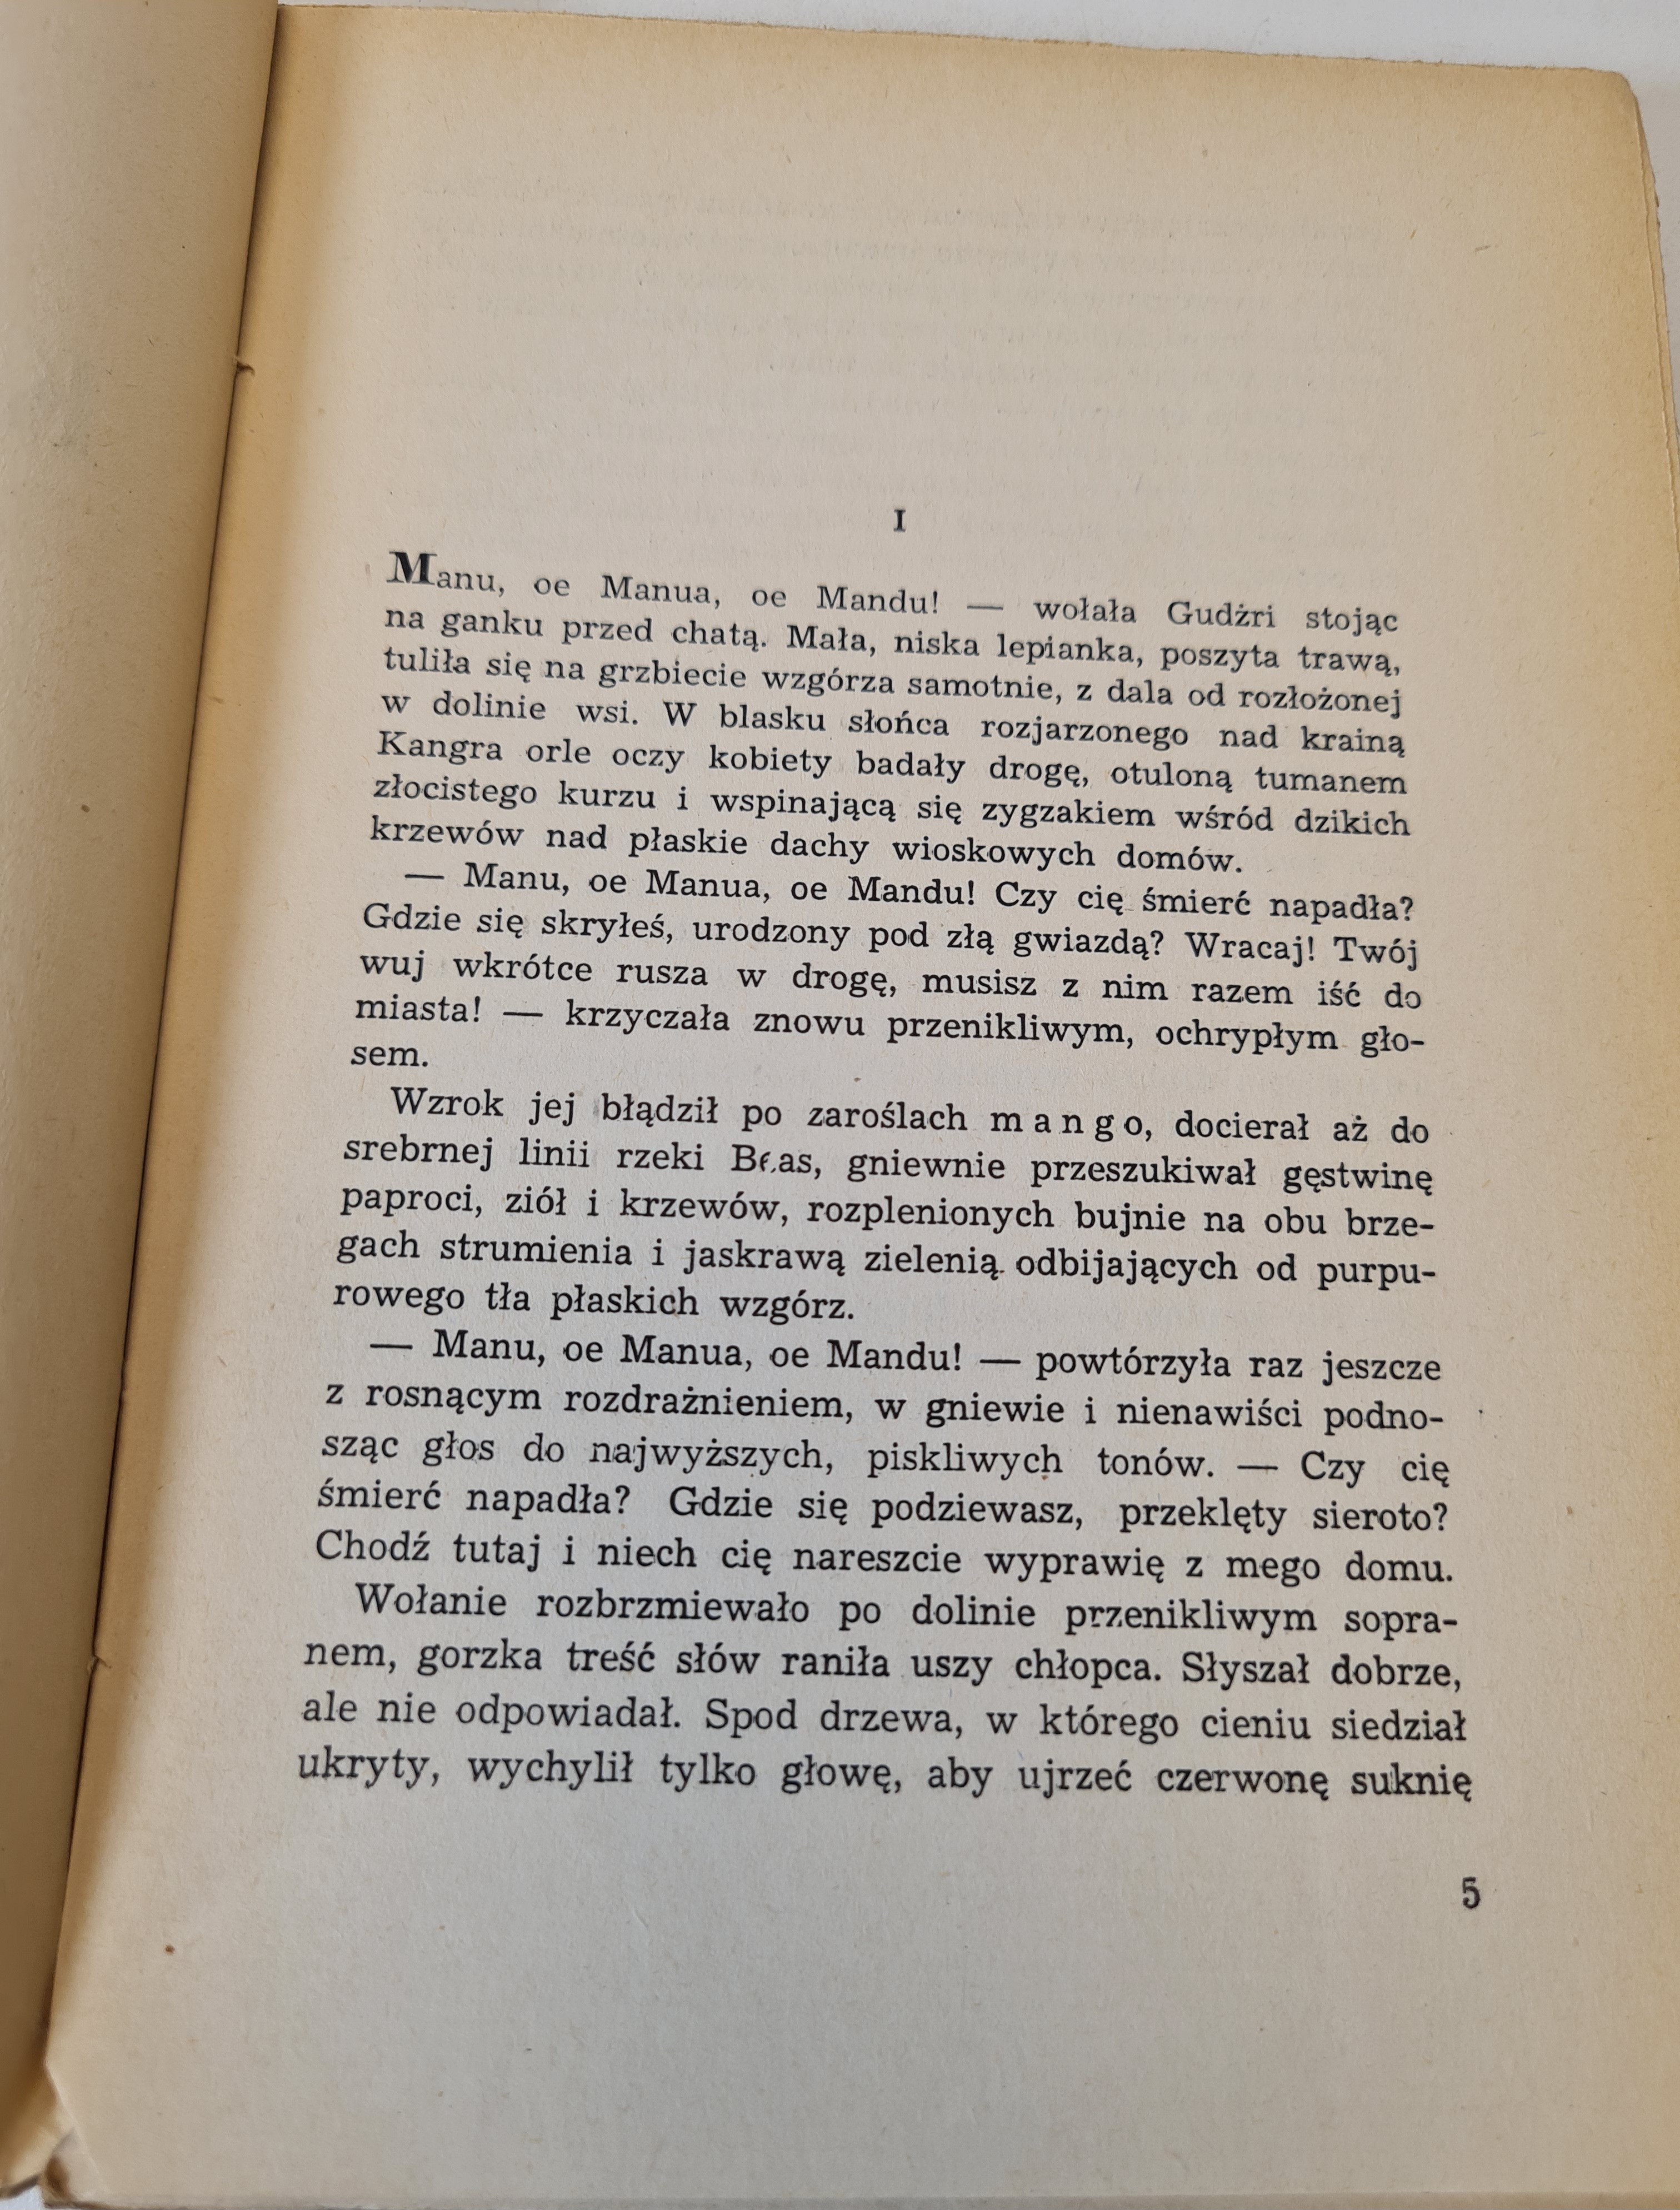 I
Manu, oe Manua, oe Mandu! — wołała Gudżri stojąc
na ganku przed chatą. Mała, niska lepianka, poszyta trawą,
tuliła się na grzbiecie wzgórza samotnie, z dala od rozłożonej
w dolinie wsi. W blasku słońca rozjarzonego nad krainą
Kangra orle oczy kobiety badały drogę, otuloną tumanem
złocistego kurzu i wspinającą się zygzakiem wśród dzikich
krzewów nad płaskie dachy wioskowych domów.
— Manu, oe Manua, oe Mandu! Czy cię śmierć napadła?
Gdzie się skryłeś, urodzony pod złą gwiazdą? Wracaj! Twój
wuj wkrótce rusza w drogę, musisz z nim razem iść do
miasta! — krzyczała znowu przenikliwym, ochrypłym gło-
sem.
Wzrok jej błądził po zaroślach mango, docierał aż do
srebrnej linii rzeki Beas, gniewnie przeszukiwał gęstwinę
paproci, ziół i krzewów, rozplenionych bujnie na obu brze-
gach strumienia i jaskrawą zielenią odbijających od purpu-
rowego tła płaskich wzgórz.
— Manu, oe Manua, oe Mandu! — powtórzyła raz jeszcze
z rosnącym rozdrażnieniem, w gniewie i nienawiści podno-
sząc głos do najwyższych, piskliwych tonów. — Czy cię
śmierć napadła? Gdzie się podziewasz, przeklęty sieroto?
Chodź tutaj i niech cię nareszcie wyprawię z mego domu.
Wołanie rozbrzmiewało po dolinie przenikliwym sopra-
nem, gorzka treść słów raniła uszy chłopca. Słyszał dobrze,
ale nie odpowiadał. Spod drzewa, w którego cieniu siedział
ukryty, wychylił tylko głowę, aby ujrzeć czerwonę suknię
5